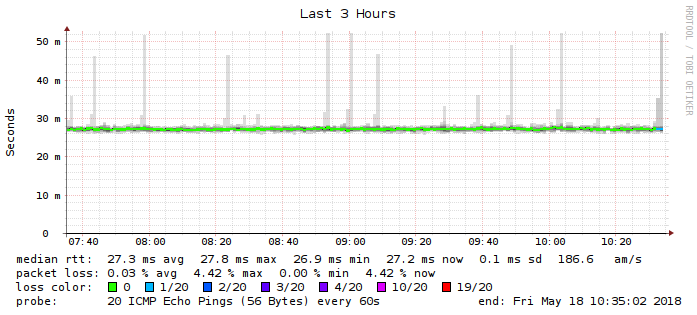 Last 3 Hours
RRDTOOL / TOBI OETIKER
Seconds
50 m
40 m
30 m
20 m
10 m
0
07:40 08:00 08:20 08:40 09:00 09:20 09:40 10:00 10:20
median rtt: 27.3 ms avg 27.8 ms max 26.9 ms min 27.2 ms now 0.1 ms sd 186.6 am/s
packet loss: 0.03 % avg 4.42 % max 0.00 % min 4.42 % now
loss color: 0 1/20 2/20 3/20 4/20 10/20 19/20
probe: 20 ICMP Echo Pings (56 Bytes) every 60s end: Fri May 18 10:35:02 2018